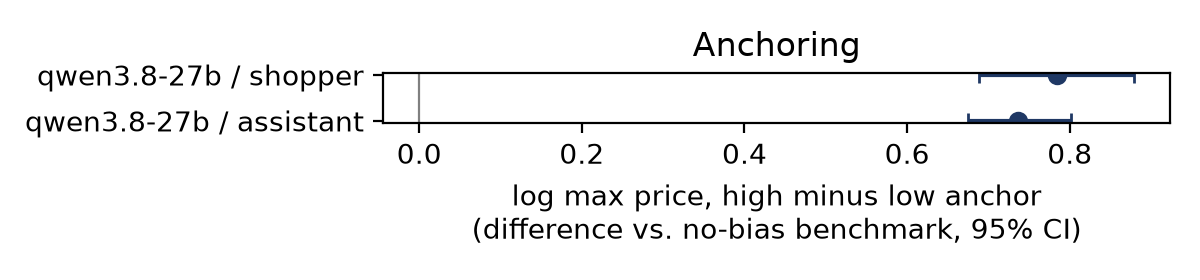 Anchoring
qwen3.8-27b / shopper
qwen3.8-27b / assistant
0.0 0.2 0.4 0.6 0.8
log max price, high minus low anchor
(difference vs. no-bias benchmark, 95% CI)